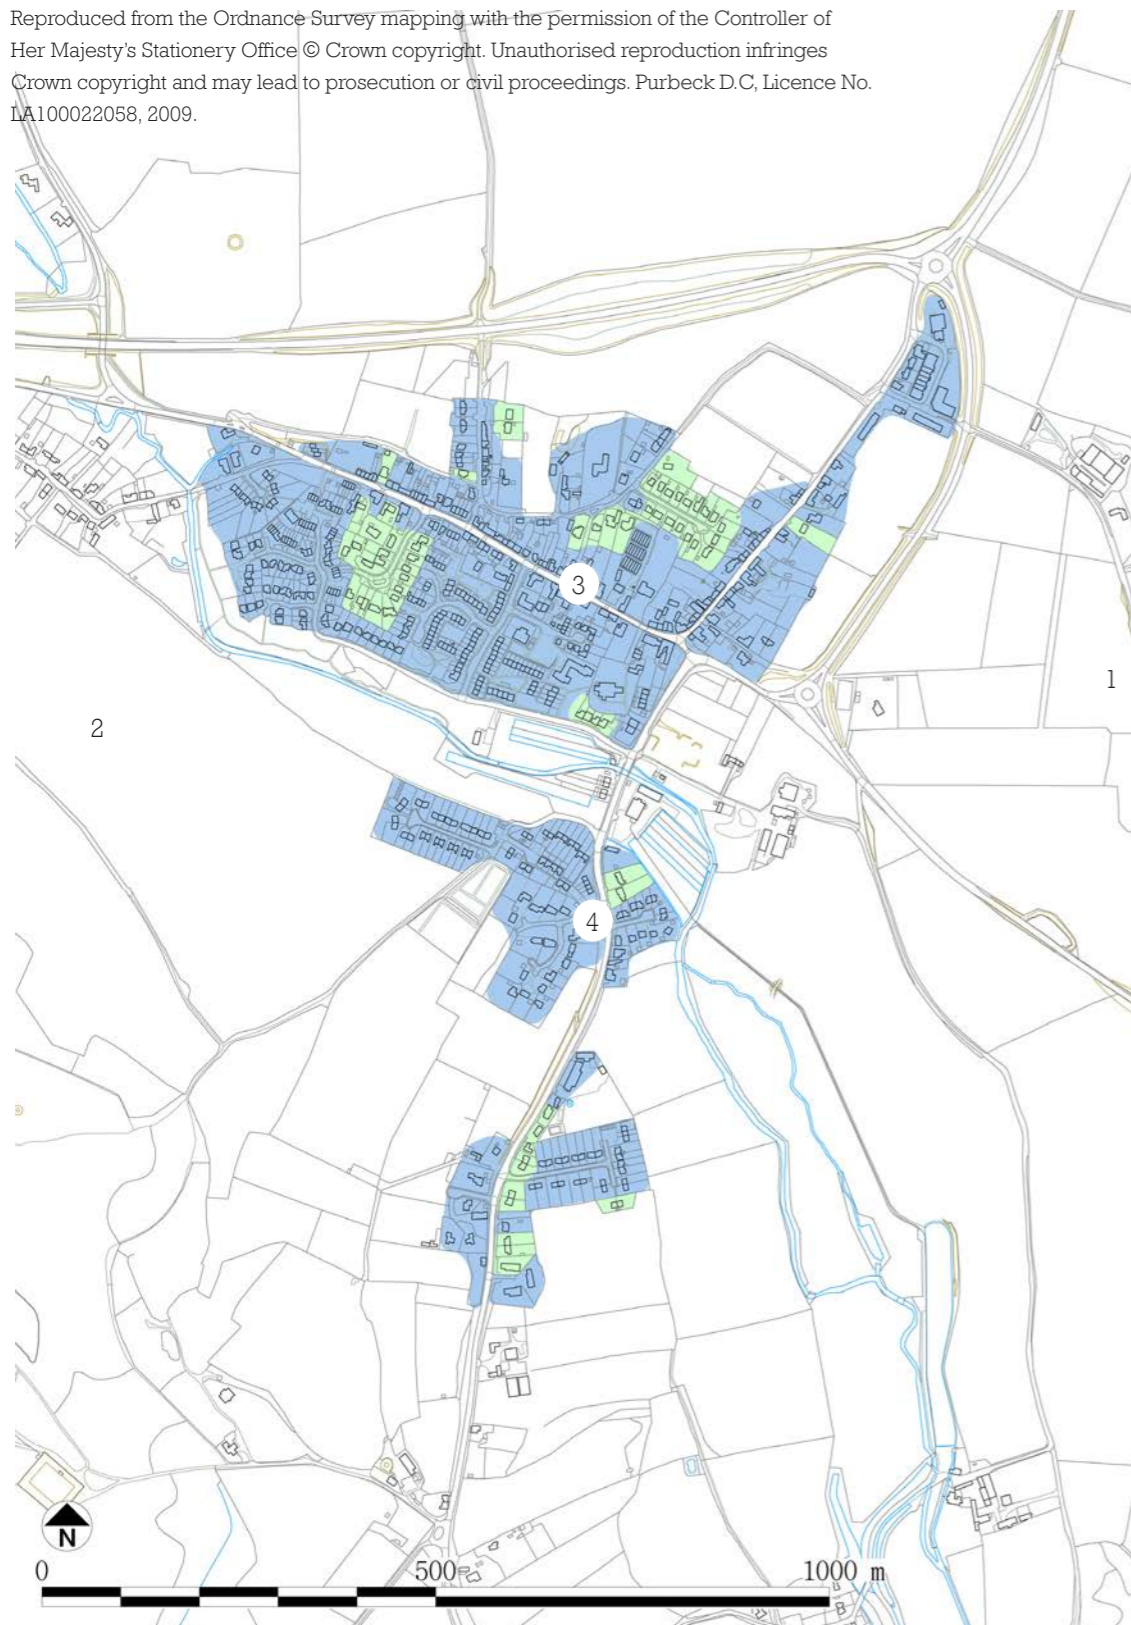 Reproduced from the Ordnance Survey mapping with the permission of the Controller of
Her Majesty's Stationery Office © Crown copyright. Unauthorised reproduction infringes
Crown copyright and may lead to prosecution or civil proceedings. Purbeck D.C, Licence No.
LA100022058, 2009.
3
1
2
4
N
0 500 1000 m